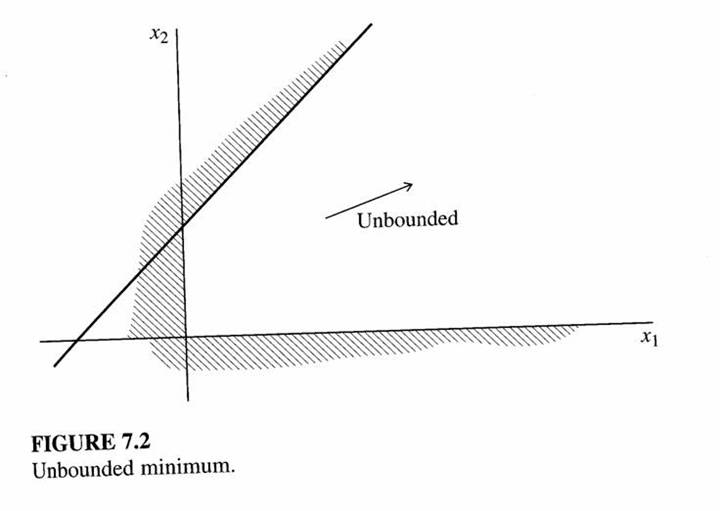 x2
Unbounded
x1
FIGURE 7.2
Unbounded minimum.